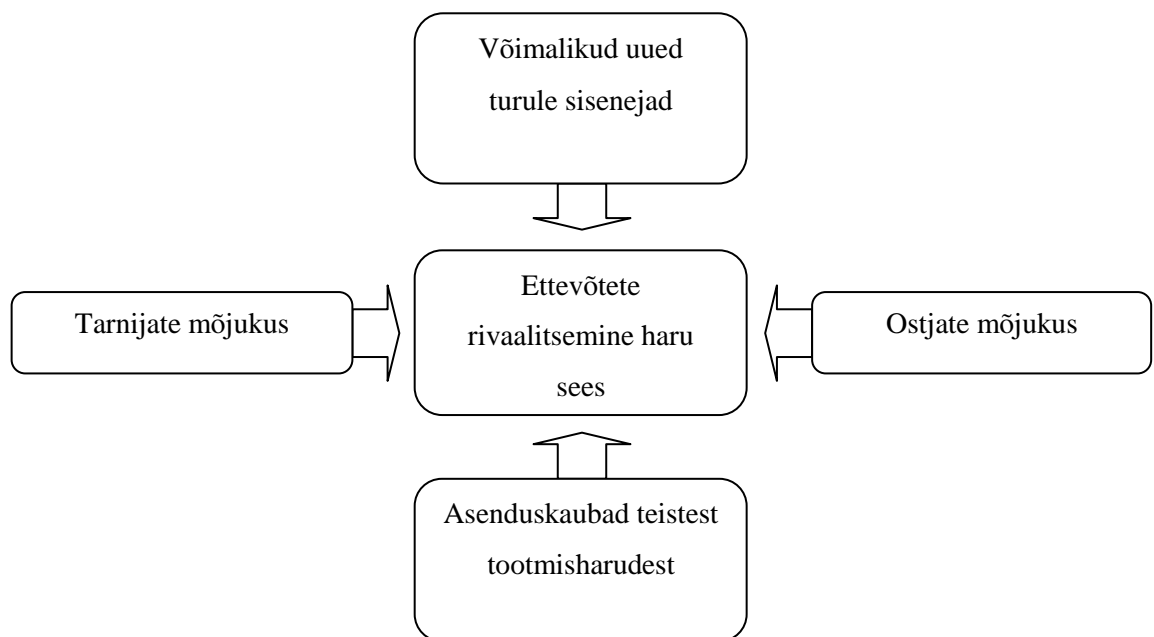 Võimalikud uued
turule sisenejad
Tarnijate mõjukus
Ettevõtete
rivaalitsemine haru
sees
Ostjate mõjukus
Asenduskaubad teistest
tootmisharudest